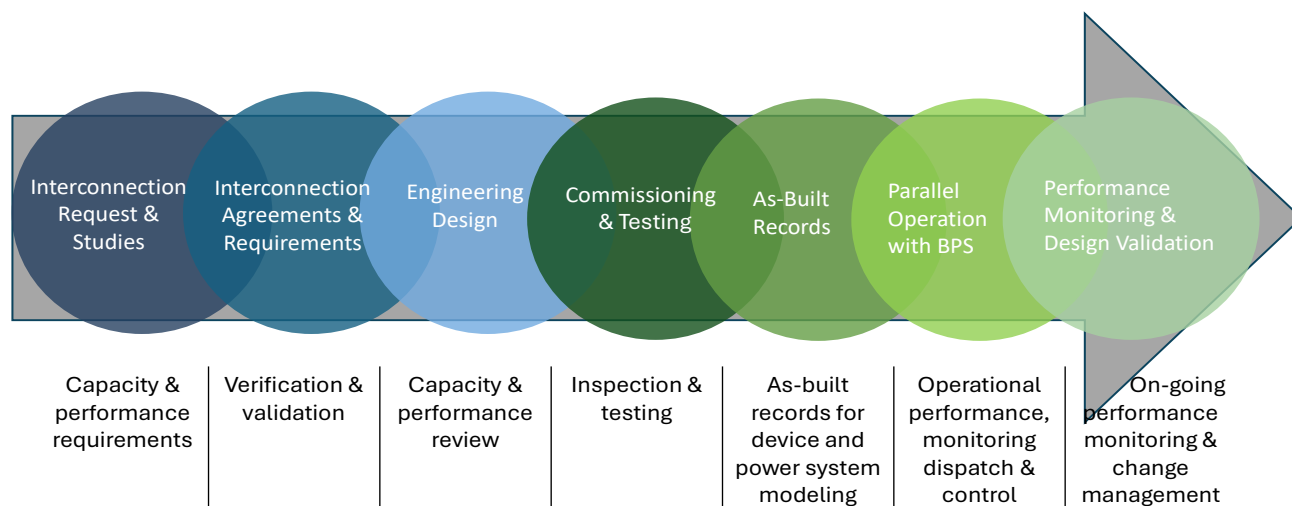 Interconnection
Request &
Studies
Interconnection
Agreements &
Requirements
Engineering
Design
Commissioning
& Testing
As-Built
Records
Parallel
Operation
with BPS
Performance
Monitoring &
Design Validation
Capacity &
performance
requirements
Verification &
validation
Capacity &
performance
review
Inspection &
testing
As-built
records for
device and
power system
modeling
Operational
performance,
monitoring
dispatch &
control
On-going
performance
monitoring &
change
management